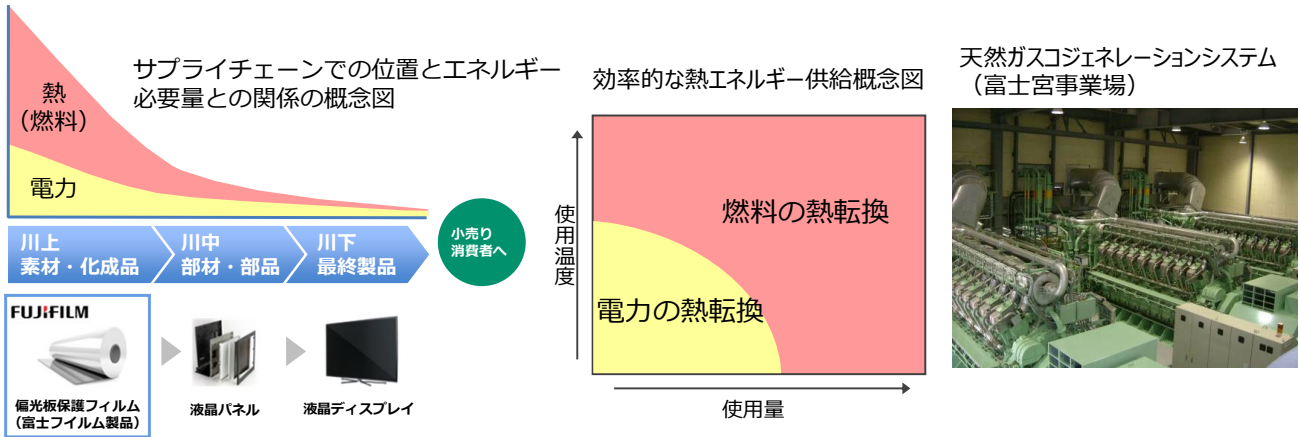 サプライチェーンでの位置とエネルギー
必要量との関係の概念図
熱
(燃料)
電力
川上
素材・化成品
川中
部材・部品
川下
最終製品
小売り
消費者へ
FUJIFILM
偏光板保護フィルム
(富士フイルム製品)
液晶パネル
液晶ディスプレイ
効率的な熱エネルギー供給概念図
使用温度
燃料の熱転換
電力の熱転換
使用量
天然ガスコジェネレーションシステム
(富士宮事業場)